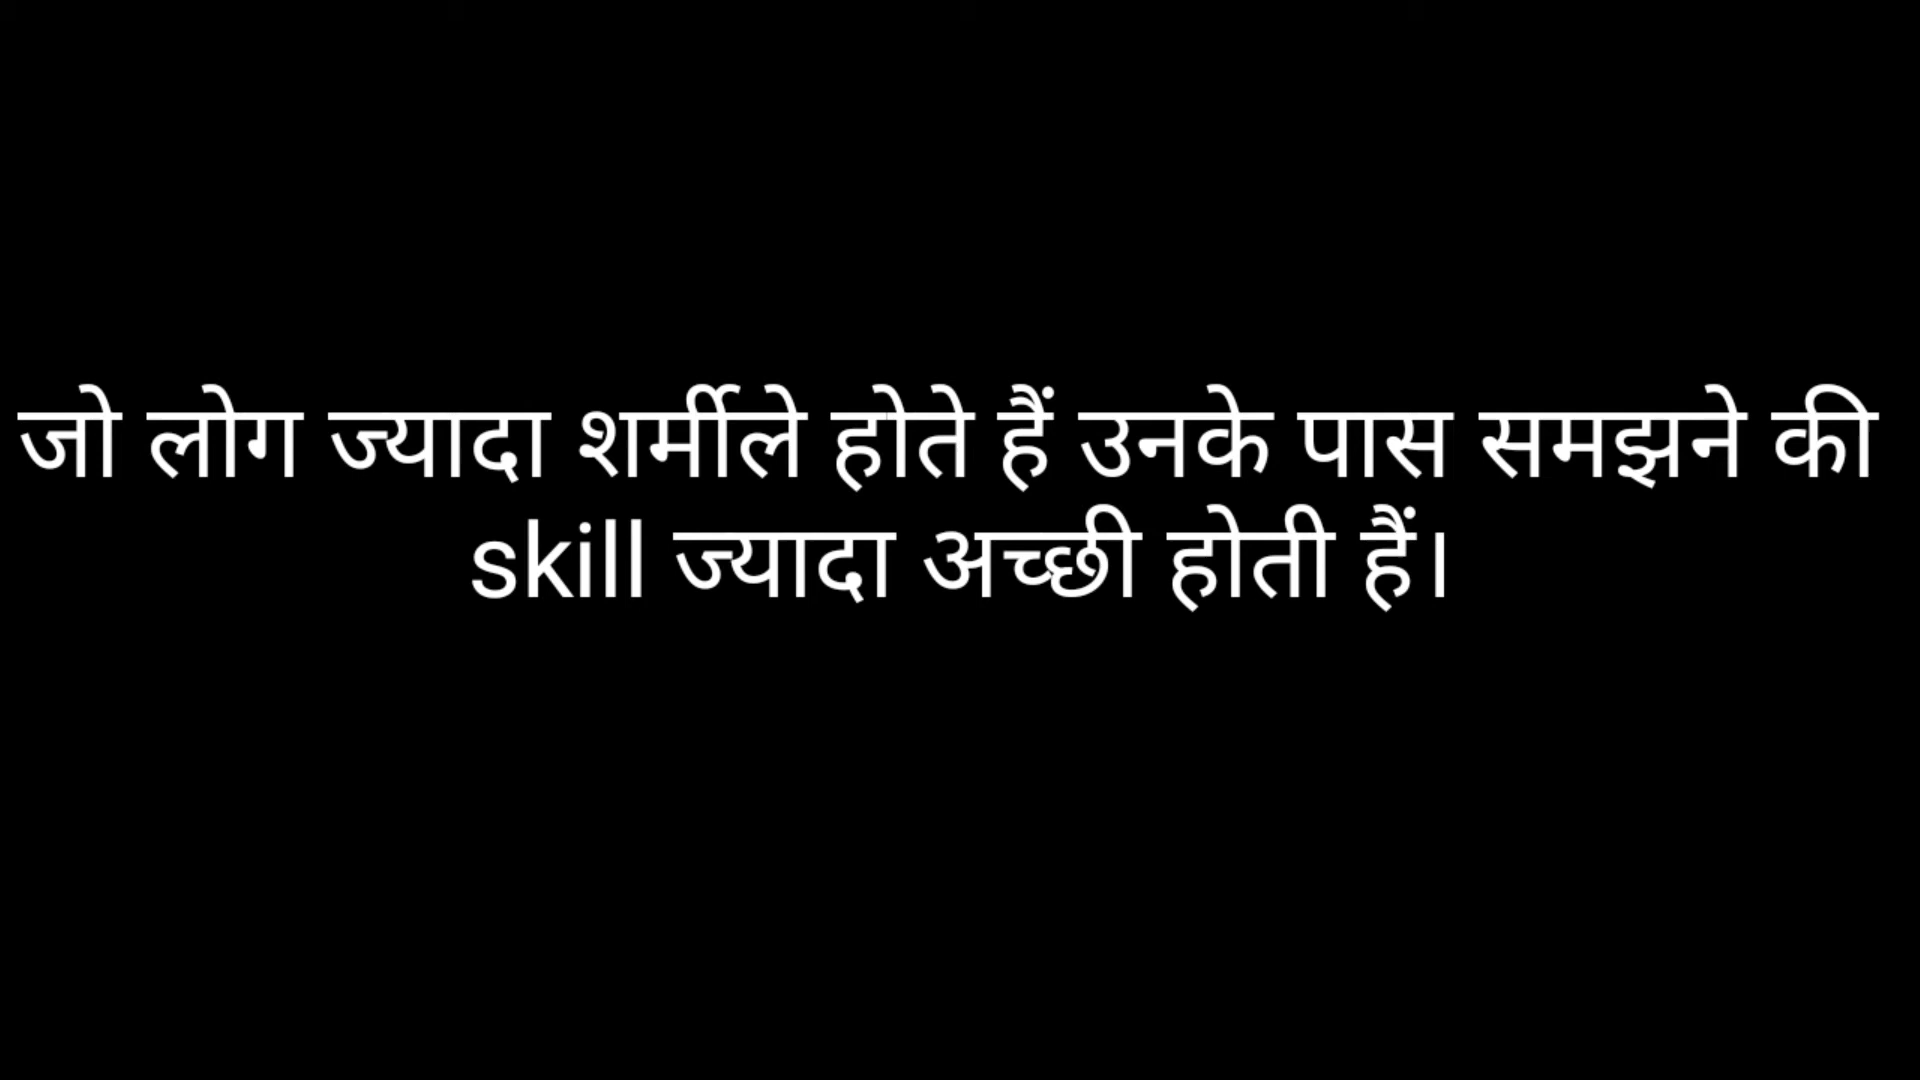 जो लोग ज्यादा शर्मीले होते हैं उनके पास समझने की
skill ज्यादा अच्छी होती हैं।